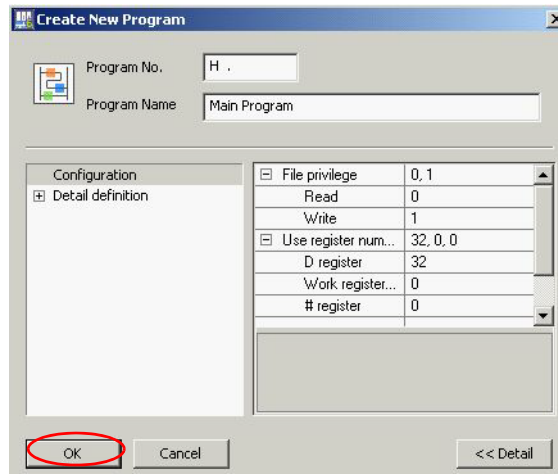 Create New Program
Program No. H .
Program Name Main Program
Configuration
Detail definition
File privilege 0, 1
Read 0
Write 1
Use register num... 32, 0, 0
D register 32
Work register... 0
# register 0
OK Cancel << Detail